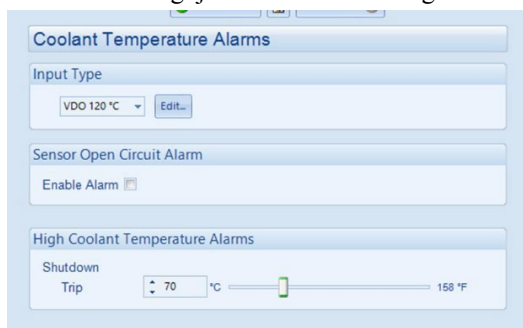 Coolant Temperature Alarms
Input Type
VDO 120 °C Edit...
Sensor Open Circuit Alarm
Enable Alarm
High Coolant Temperature Alarms
Shutdown
Trip 70 °C 158 °F